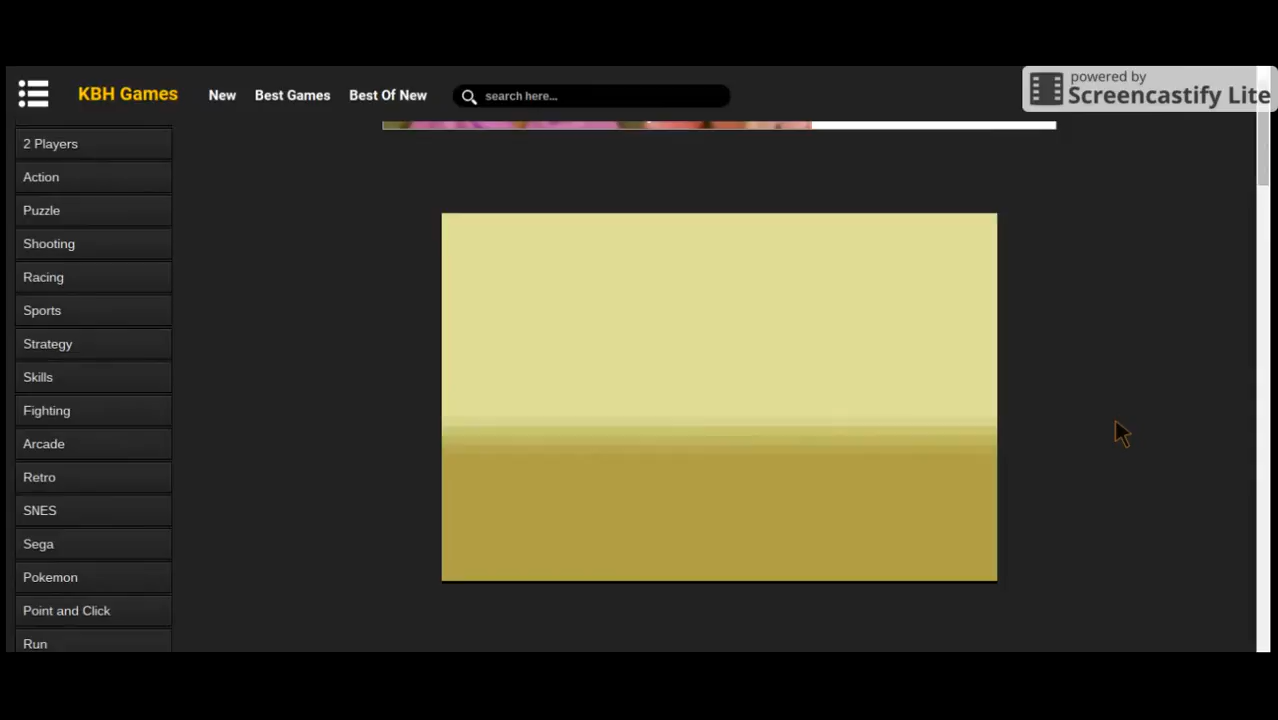 KBH Games
New
Best Games
Best Of New
search here...
powered by
Screencastify Lite
2 Players
Action
Puzzle
Shooting
Racing
Sports
Strategy
Skills
Fighting
Arcade
Retro
SNES
Sega
Pokemon
Point and Click
Run